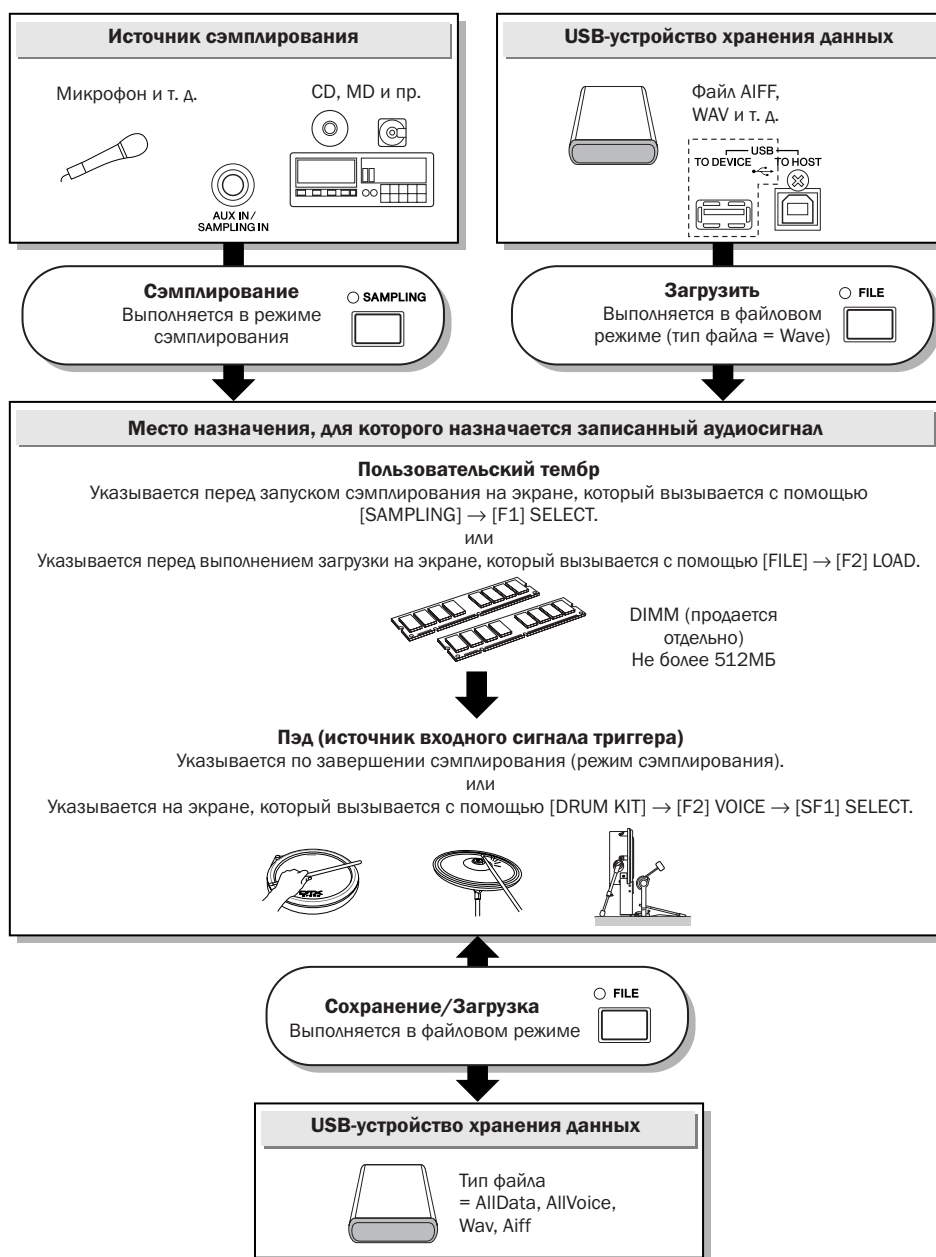 Источник сэмплирования
Микрофон и т. д.
CD, MD и пр.
AUX IN /
SAMPLING IN
USB-устройство хранения данных
Файл AIFF,
WAV и т. д.
USB
TO DEVICE
TO HOST
Сэмплирование
Выполняется в режиме
сэмплирования
SAMPLING
Загрузить
Выполняется в файловом
режиме (тип файла = Wave)
FILE
Место назначения, для которого назначается записанный аудиосигнал
Пользовательский тембр
Указывается перед запуском сэмплирования на экране, который вызывается с помощью
[SAMPLING] → [F1] SELECT.
или
Указывается перед выполнением загрузки на экране, который вызывается с помощью [FILE] → [F2] LOAD.
DIMM (продается
отдельно)
Не более 512МБ
Пэд (источник входного сигнала триггера)
Указывается по завершении сэмплирования (режим сэмплирования).
или
Указывается на экране, который вызывается с помощью [DRUM KIT] → [F2] VOICE → [SF1] SELECT.
Сохранение/Загрузка
Выполняется в файловом режиме
FILE
USB-устройство хранения данных
Тип файла
= AllData, AllVoice,
Wav, Aiff